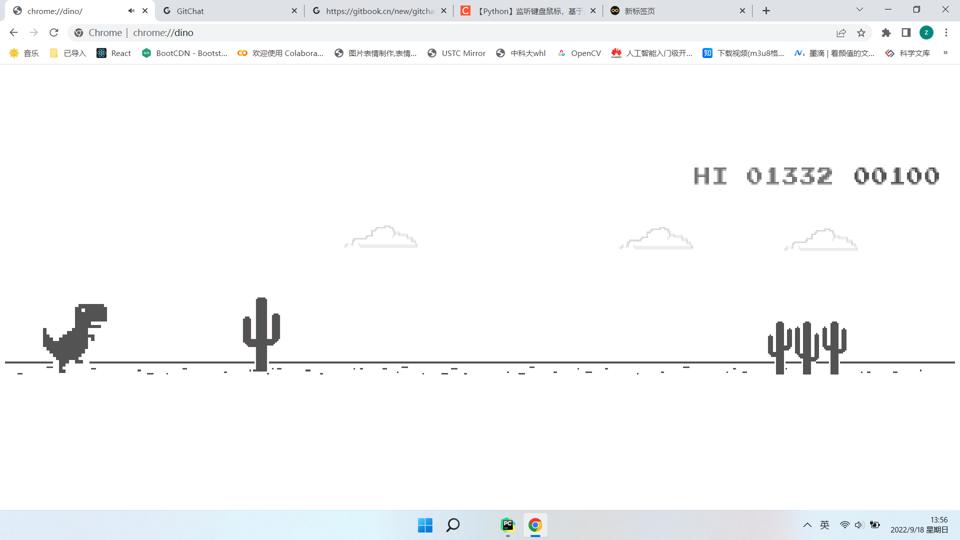 chrome://dino/
GitChat
https://gitbook.cn/new/gitcha
【Python】监听键盘鼠标，基于
新标签页
Chrome | chrome://dino
z
音乐
已导入
React
BootCDN - Bootst...
欢迎使用 Colabora...
图片表情制作,表情...
USTC Mirror
中科大whl
OpenCV
人工智能入门级开...
下载视频(m3u8格...
墨滴 | 看颜值的文...
科学文库
»
HI 01332 00100
英
13:56
2022/9/18 星期日